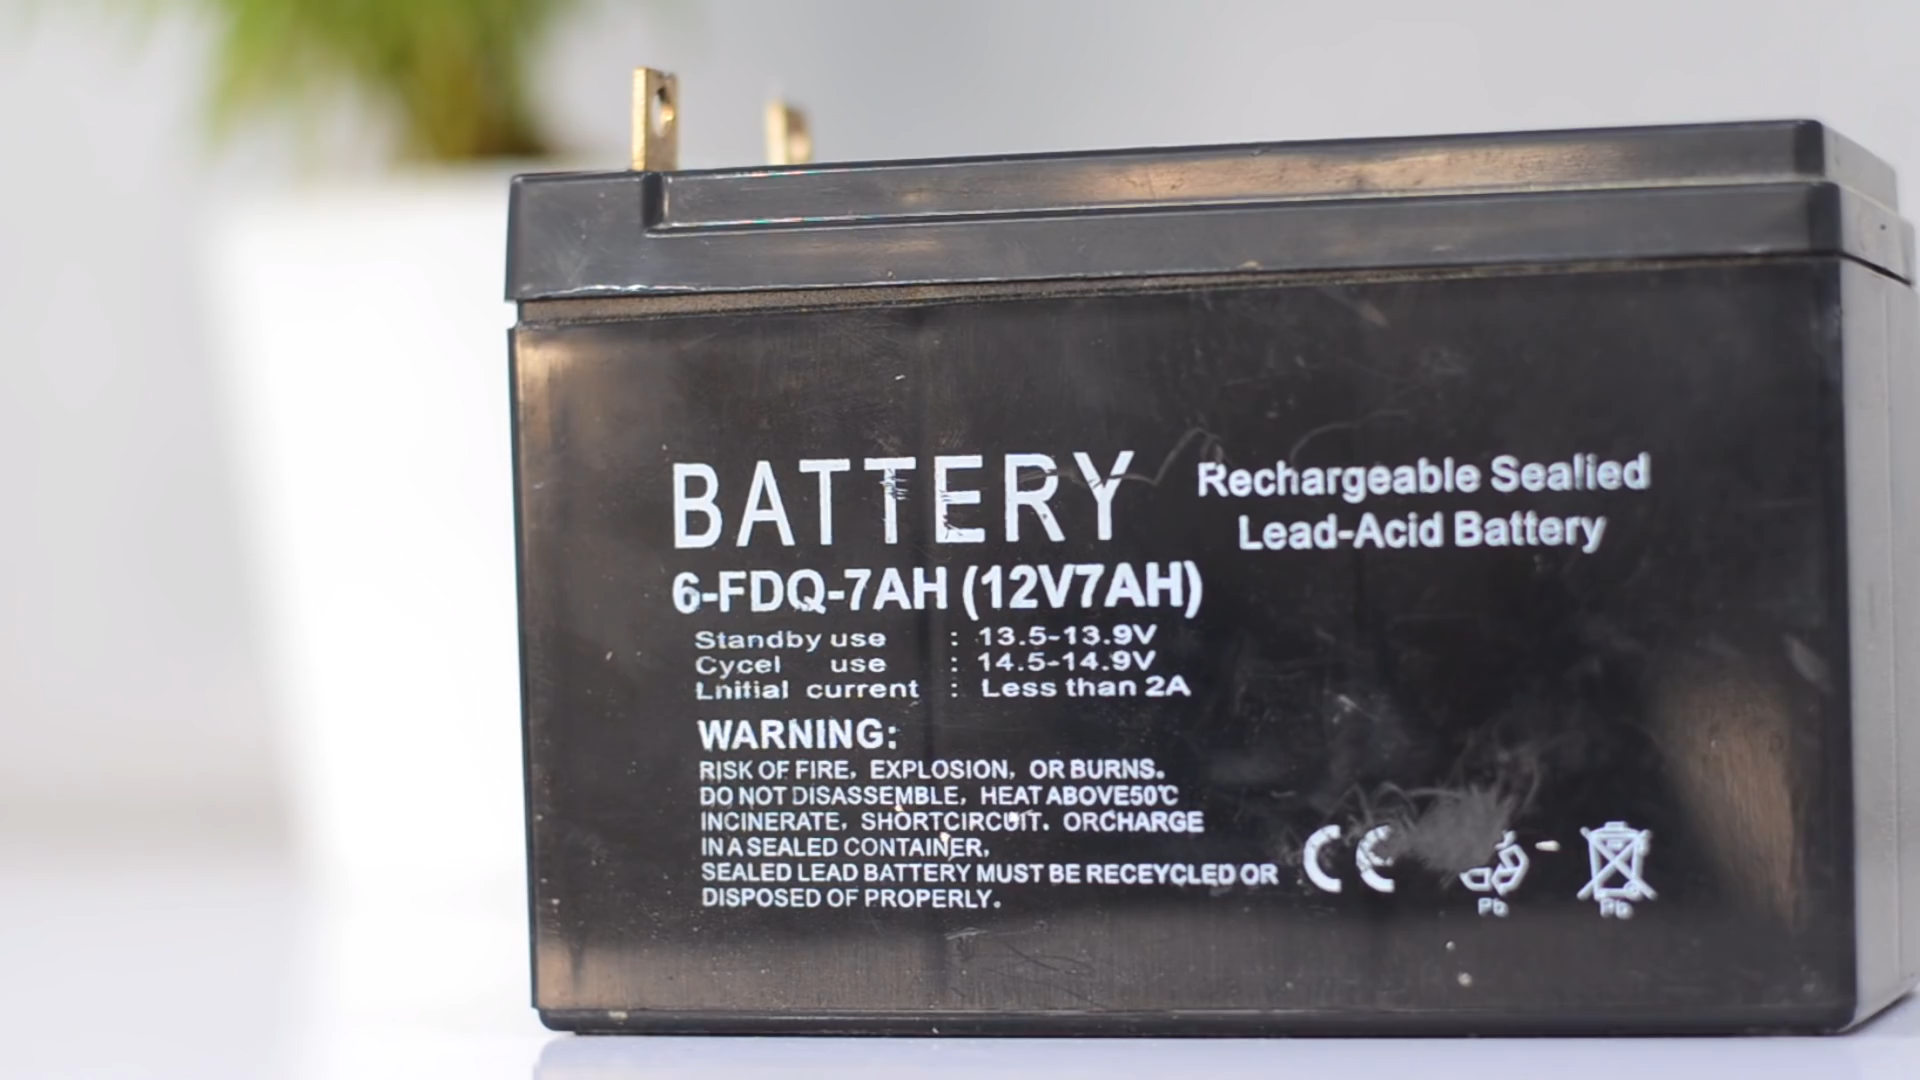 BATTERY
Rechargeable Sealied
Lead-Acid Battery
6-FDQ-7AH (12V7AH)
Standby use : 13.5-13.9V
Cycel use : 14.5-14.9V
Lnitial current : Less than 2A
WARNING:
RISK OF FIRE, EXPLOSION, OR BURNS.
DO NOT DISASSEMBLE, HEAT ABOVE50℃
INCINERATE, SHORTCIRCUIT. ORCHARGE
IN A SEALED CONTAINER,
SEALED LEAD BATTERY MUST BE RECEYCLED OR
DISPOSED OF PROPERLY.
CE
Pb
Pb